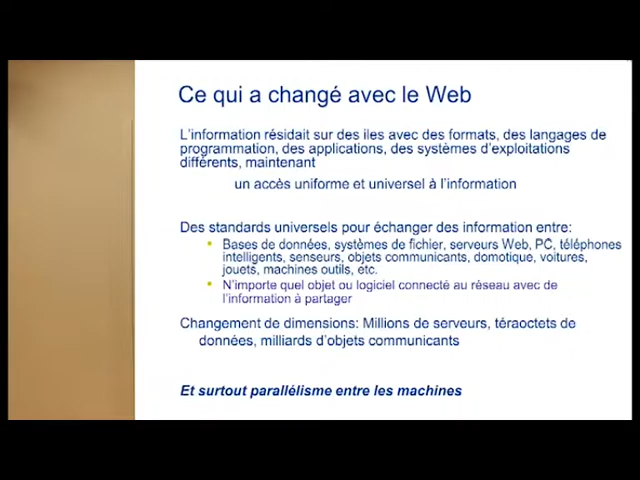 Ce qui a changé avec le Web
L'information résidait sur des îles avec des formats, des langages de
programmation, des applications, des systèmes d'exploitations
différents, maintenant
un accès uniforme et universel à l'information
Des standards universels pour échanger des information entre:
• Bases de données, systèmes de fichier, serveurs Web, PC, téléphones
intelligents, senseurs, objets communicants, domotique, voitures,
jouets, machines outils, etc.
• N'importe quel objet ou logiciel connecté au réseau avec de
l'information à partager
Changement de dimensions: Millions de serveurs, téraoctets de
données, milliards d'objets communicants
Et surtout parallélisme entre les machines